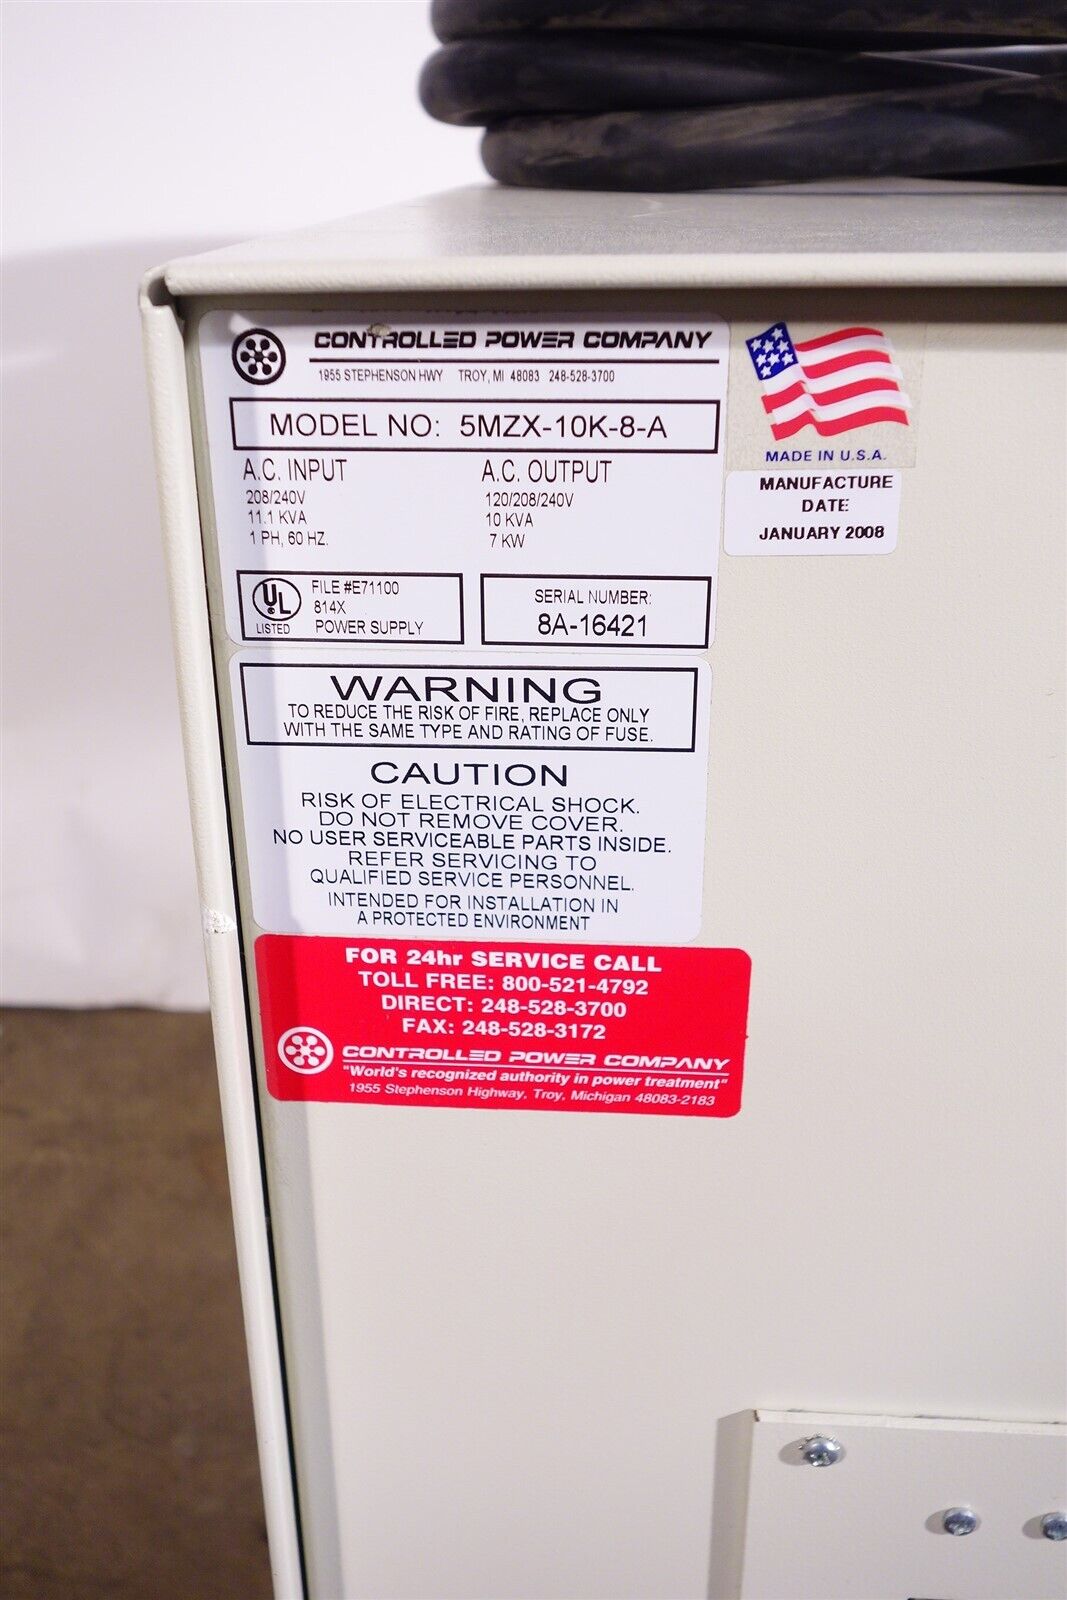 CONTROLLED POWER COMPANY
1955 STEPHENSON HWY TROY, MI 48083 248-528-3700
MODEL NO: 5MZX-10K-8-A
A.C. INPUT
208/240V
11.1 KVA
1 PH, 60 HZ.
A.C. OUTPUT
120/208/240V
10 KVA
7 KW
UL
LISTED
FILE #E71100
814X
POWER SUPPLY
SERIAL NUMBER:
8A-16421
MADE IN U.S.A.
MANUFACTURE
DATE:
JANUARY 2008
WARNING
TO REDUCE THE RISK OF FIRE, REPLACE ONLY
WITH THE SAME TYPE AND RATING OF FUSE.
CAUTION
RISK OF ELECTRICAL SHOCK.
DO NOT REMOVE COVER.
NO USER SERVICEABLE PARTS INSIDE.
REFER SERVICING TO
QUALIFIED SERVICE PERSONNEL.
INTENDED FOR INSTALLATION IN
A PROTECTED ENVIRONMENT
FOR 24hr SERVICE CALL
TOLL FREE: 800-521-4792
DIRECT: 248-528-3700
FAX: 248-528-3172
CONTROLLED POWER COMPANY
"World's recognized authority in power treatment"
1955 Stephenson Highway, Troy, Michigan 48083-2183